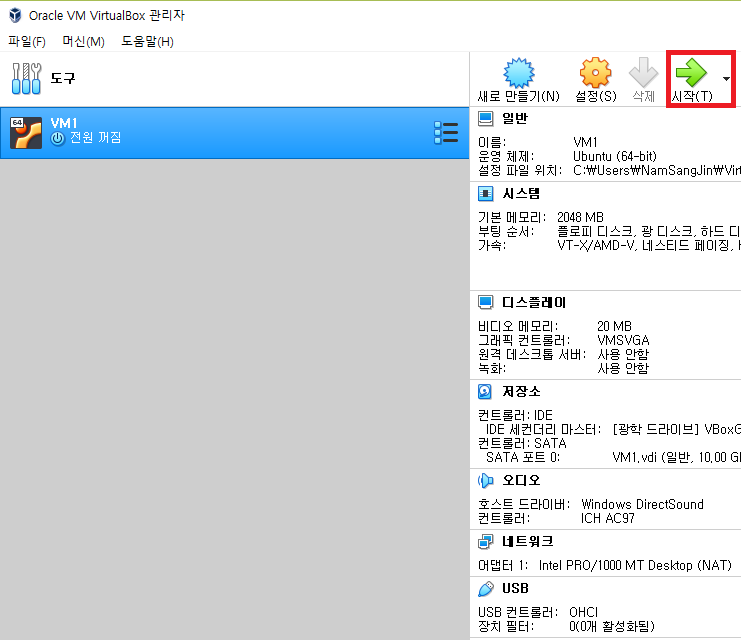 Oracle VM VirtualBox 관리자
파일(F) 머신(M) 도움말(H)
도구
새로 만들기(N) 설정(S) 삭제 시작(T)
64
VM1
전원 꺼짐
일반
이름: VM1
운영 체제: Ubuntu (64-bit)
설정 파일 위치: C:₩Users₩NamSangJin₩Virt
시스템
기본 메모리: 2048 MB
부팅 순서: 플로피 디스크, 광 디스크, 하드 디
가속: VT-X/AMD-V, 네스티드 페이징,
디스플레이
비디오 메모리: 20 MB
그래픽 컨트롤러: VMSVGA
원격 데스크톱 서버: 사용 안함
녹화: 사용 안함
저장소
컨트롤러: IDE
IDE 세컨더리 마스터: [광학 드라이브] VBoxG
컨트롤러: SATA
SATA 포트 0: VM1.vdi (일반, 10.00 G
오디오
호스트 드라이버: Windows DirectSound
컨트롤러: ICH AC97
네트워크
어댑터 1: Intel PRO/1000 MT Desktop (NAT)
USB
USB 컨트롤러: OHCI
장치 필터: 0(0개 활성화됨)